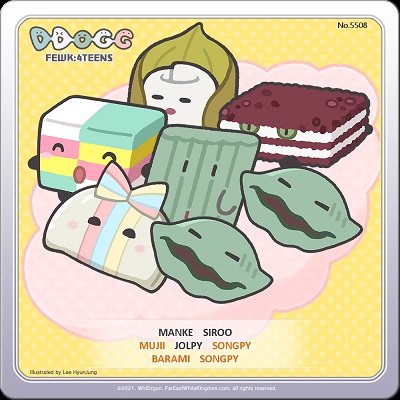 No.5508
DDOGG
FEWK:4TEENS
MANKE SIROO
MUJII JOLPY SONGPY
BARAMI SONGPY
Illustrated by Lee HyunJung
©2021. WhiDrgon. FarEastWhiteKingdom.com. all rights reserved.